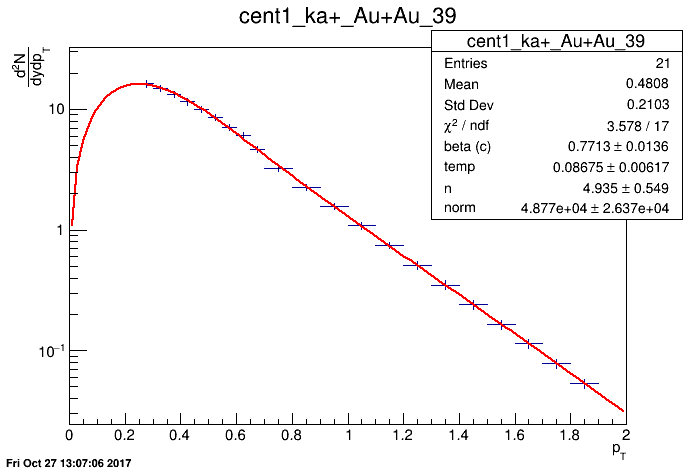 cent1_ka+_Au+Au_39
cent1_ka+_Au+Au_39
Entries 21
Mean 0.4808
Std Dev 0.2103
χ² / ndf 3.578 / 17
beta (c) 0.7713 ± 0.0136
temp 0.08675 ± 0.00617
n 4.935 ± 0.549
norm 4.877e+04 ± 2.637e+04
d²N
dydp_T
10
1
10⁻¹
0 0.2 0.4 0.6 0.8 1 1.2 1.4 1.6 1.8 2
p_T
Fri Oct 27 13:07:06 2017